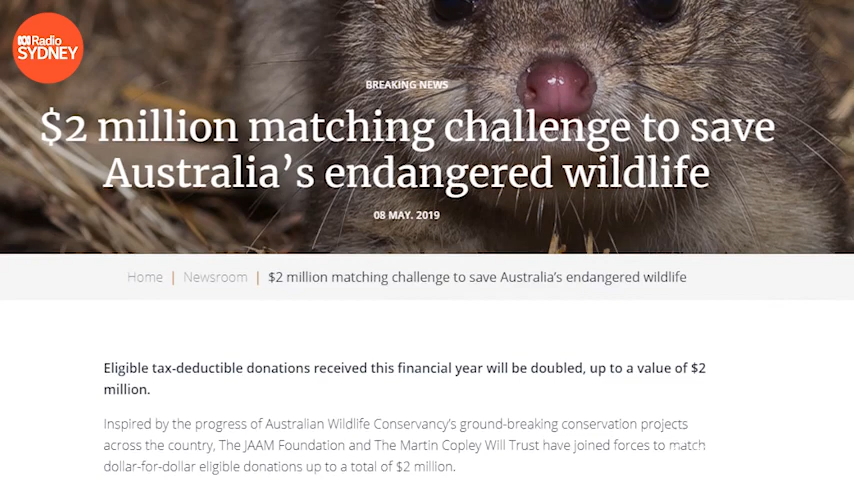 ABC Radio
SYDNEY
BREAKING NEWS
$2 million matching challenge to save
Australia’s endangered wildlife
08 MAY. 2019
Home | Newsroom | $2 million matching challenge to save Australia’s endangered wildlife
Eligible tax-deductible donations received this financial year will be doubled, up to a value of $2
million.
Inspired by the progress of Australian Wildlife Conservancy’s ground-breaking conservation projects
across the country, The JAAM Foundation and The Martin Copley Will Trust have joined forces to match
dollar-for-dollar eligible donations up to a total of $2 million.